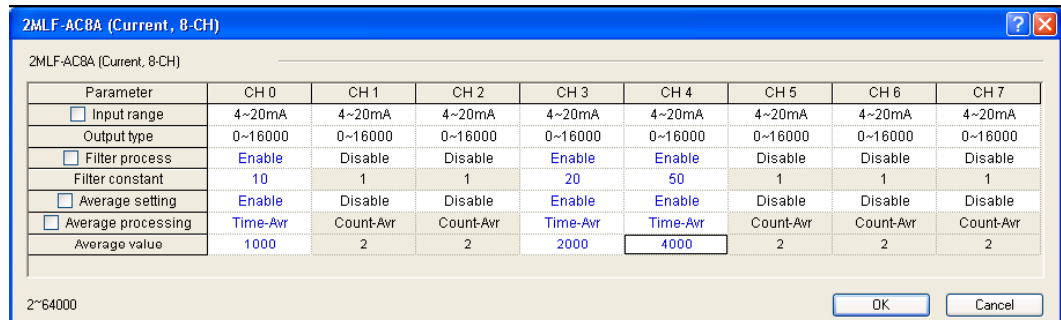 2MLF-AC8A (Current, 8-CH)
2MLF-AC8A (Current, 8-CH)
Parameter CH 0 CH 1 CH 2 CH 3 CH 4 CH 5 CH 6 CH 7
Input range 4~20mA 4~20mA 4~20mA 4~20mA 4~20mA 4~20mA 4~20mA 4~20mA
Output type 0~16000 0~16000 0~16000 0~16000 0~16000 0~16000 0~16000 0~16000
Filter process Enable Disable Disable Enable Enable Disable Disable Disable
Filter constant 10 1 1 20 50 1 1 1
Average setting Enable Disable Disable Enable Enable Disable Disable Disable
Average processing Time-Avr Count-Avr Count-Avr Time-Avr Time-Avr Count-Avr Count-Avr Count-Avr
Average value 1000 2 2 2000 4000 2 2 2
2~64000 OK Cancel